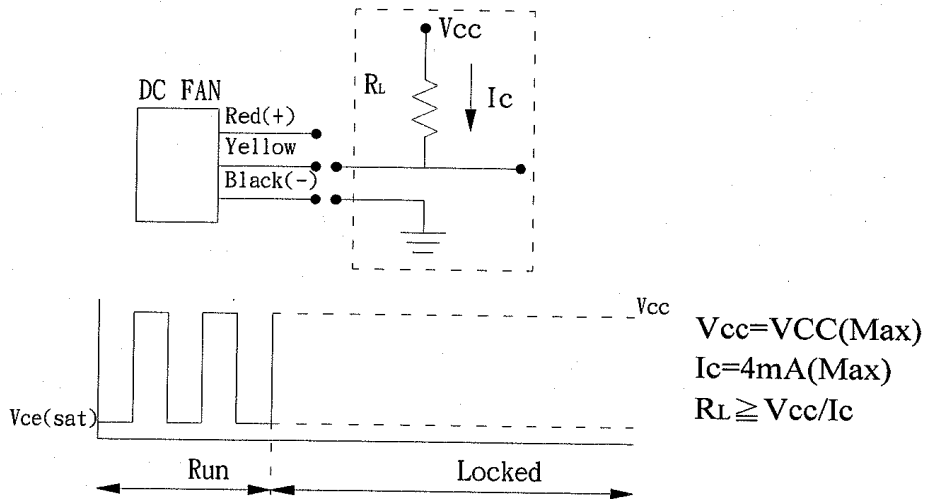 Vcc
RL
Ic
DC FAN
Red(+)
Yellow
Black(-)
Vcc
Vce(sat)
Run
Locked
Vcc=VCC(Max)
Ic=4mA(Max)
RL≧Vcc/Ic